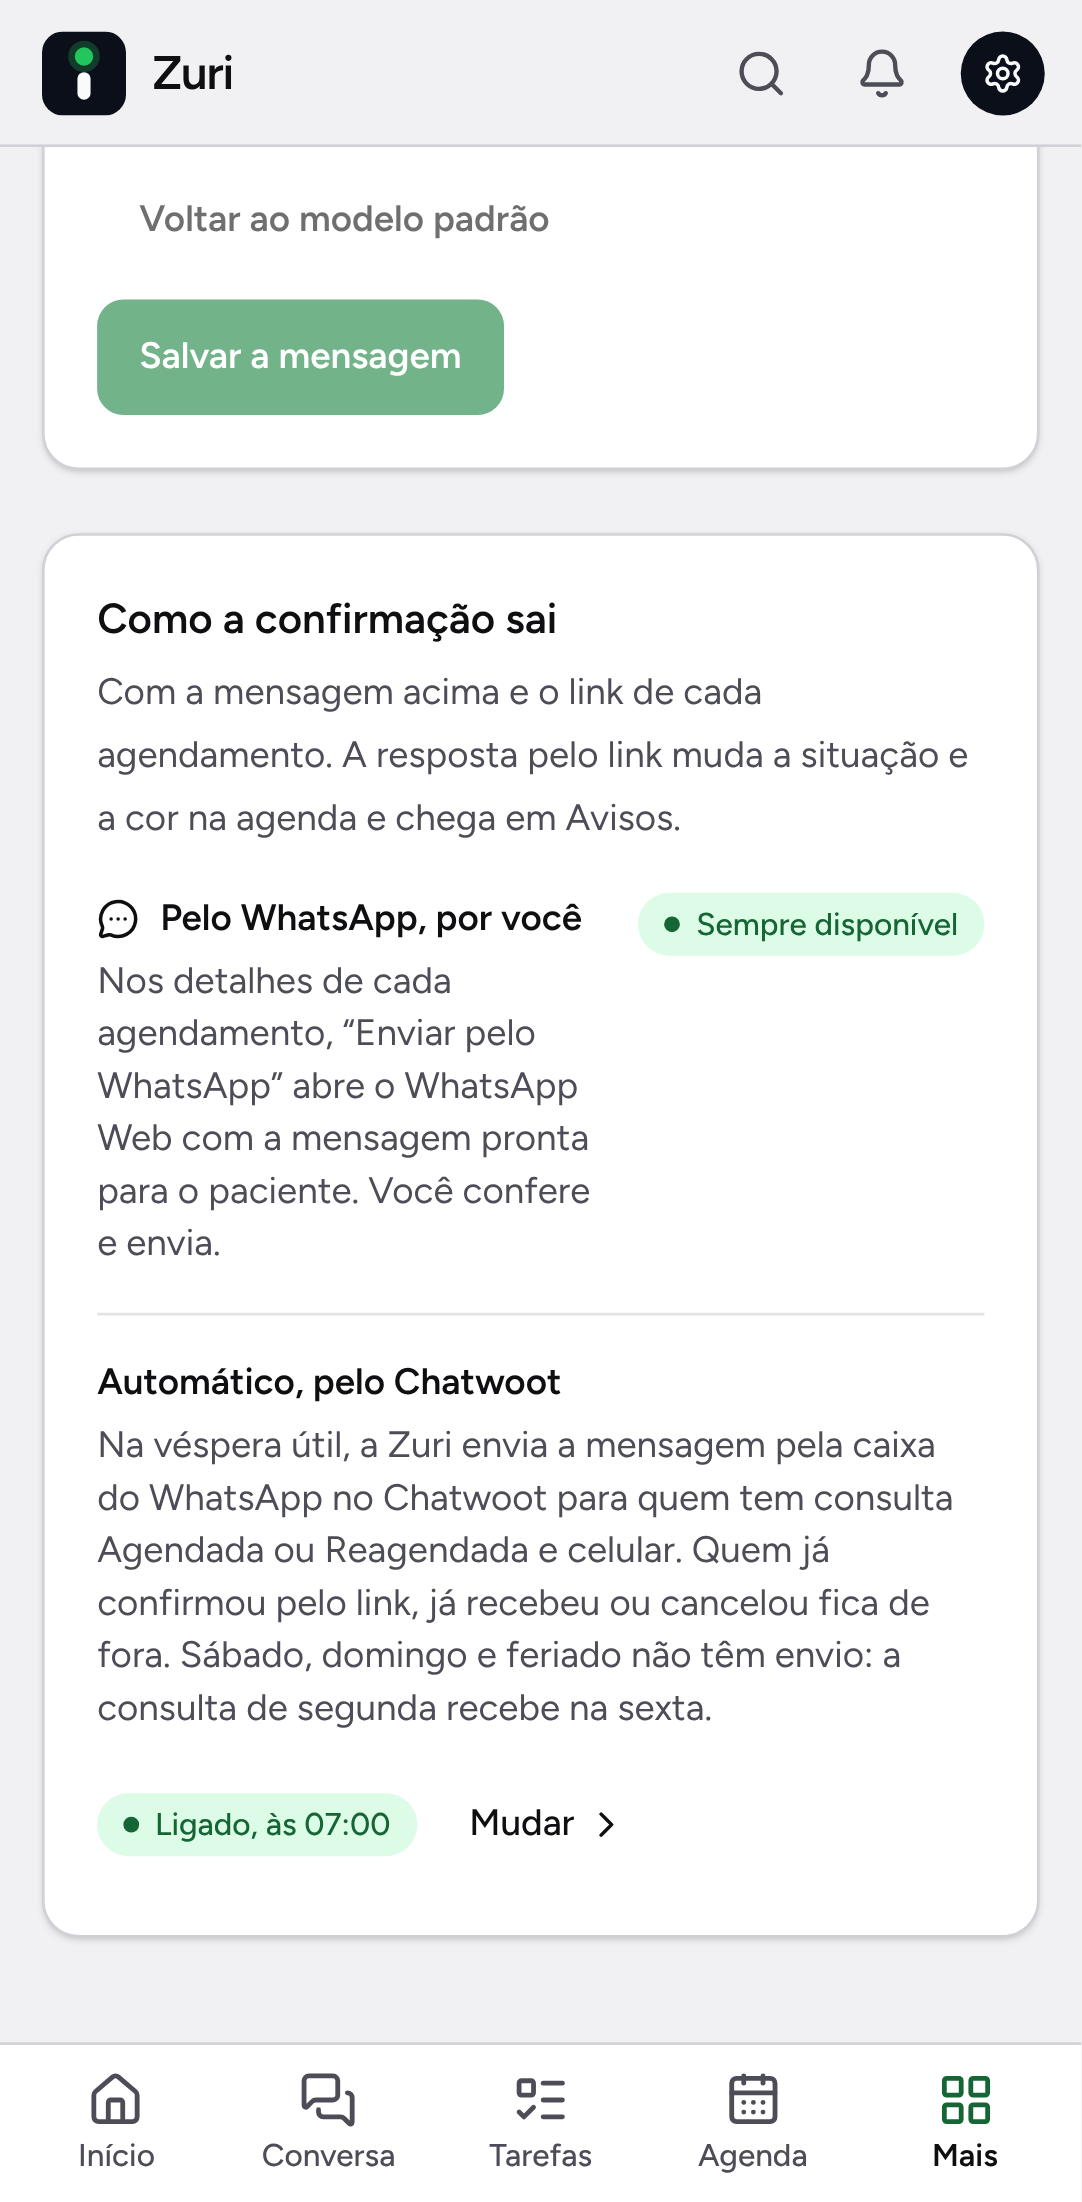 Zuri
Voltar ao modelo padrão
Salvar a mensagem
Como a confirmação sai
Com a mensagem acima e o link de cada
agendamento. A resposta pelo link muda a situação e
a cor na agenda e chega em Avisos.
Pelo WhatsApp, por você
Sempre disponível
Nos detalhes de cada
agendamento, “Enviar pelo
WhatsApp” abre o WhatsApp
Web com a mensagem pronta
para o paciente. Você confere
e envia.
Automático, pelo Chatwoot
Na véspera útil, a Zuri envia a mensagem pela caixa
do WhatsApp no Chatwoot para quem tem consulta
Agendada ou Reagendada e celular. Quem já
confirmou pelo link, já recebeu ou cancelou fica de
fora. Sábado, domingo e feriado não têm envio: a
consulta de segunda recebe na sexta.
Ligado, às 07:00
Mudar
Início
Conversa
Tarefas
Agenda
Mais